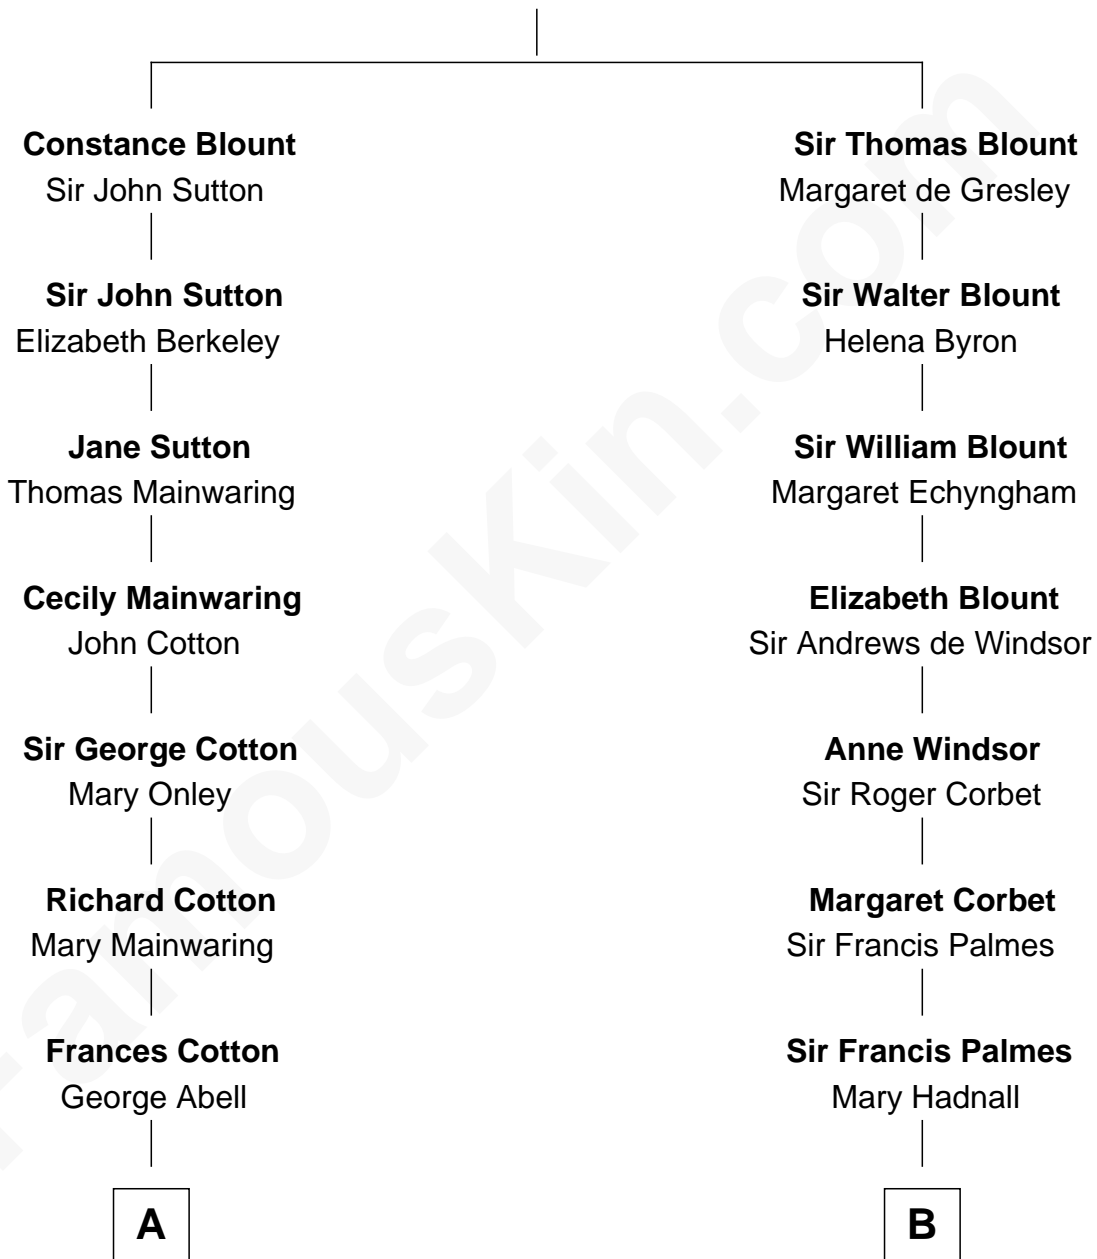 Constance Blount
Sir John Sutton
Sir John Sutton
Elizabeth Berkeley
Jane Sutton
Thomas Mainwaring
Cecily Mainwaring
John Cotton
Sir George Cotton
Mary Onley
Richard Cotton
Mary Mainwaring
Frances Cotton
George Abell
A
Sir Thomas Blount
Margaret de Gresley
Sir Walter Blount
Helena Byron
Sir William Blount
Margaret Echyngham
Elizabeth Blount
Sir Andrews de Windsor
Anne Windsor
Sir Roger Corbet
Margaret Corbet
Sir Francis Palmes
Sir Francis Palmes
Mary Hadnall
B
FamousKin.com